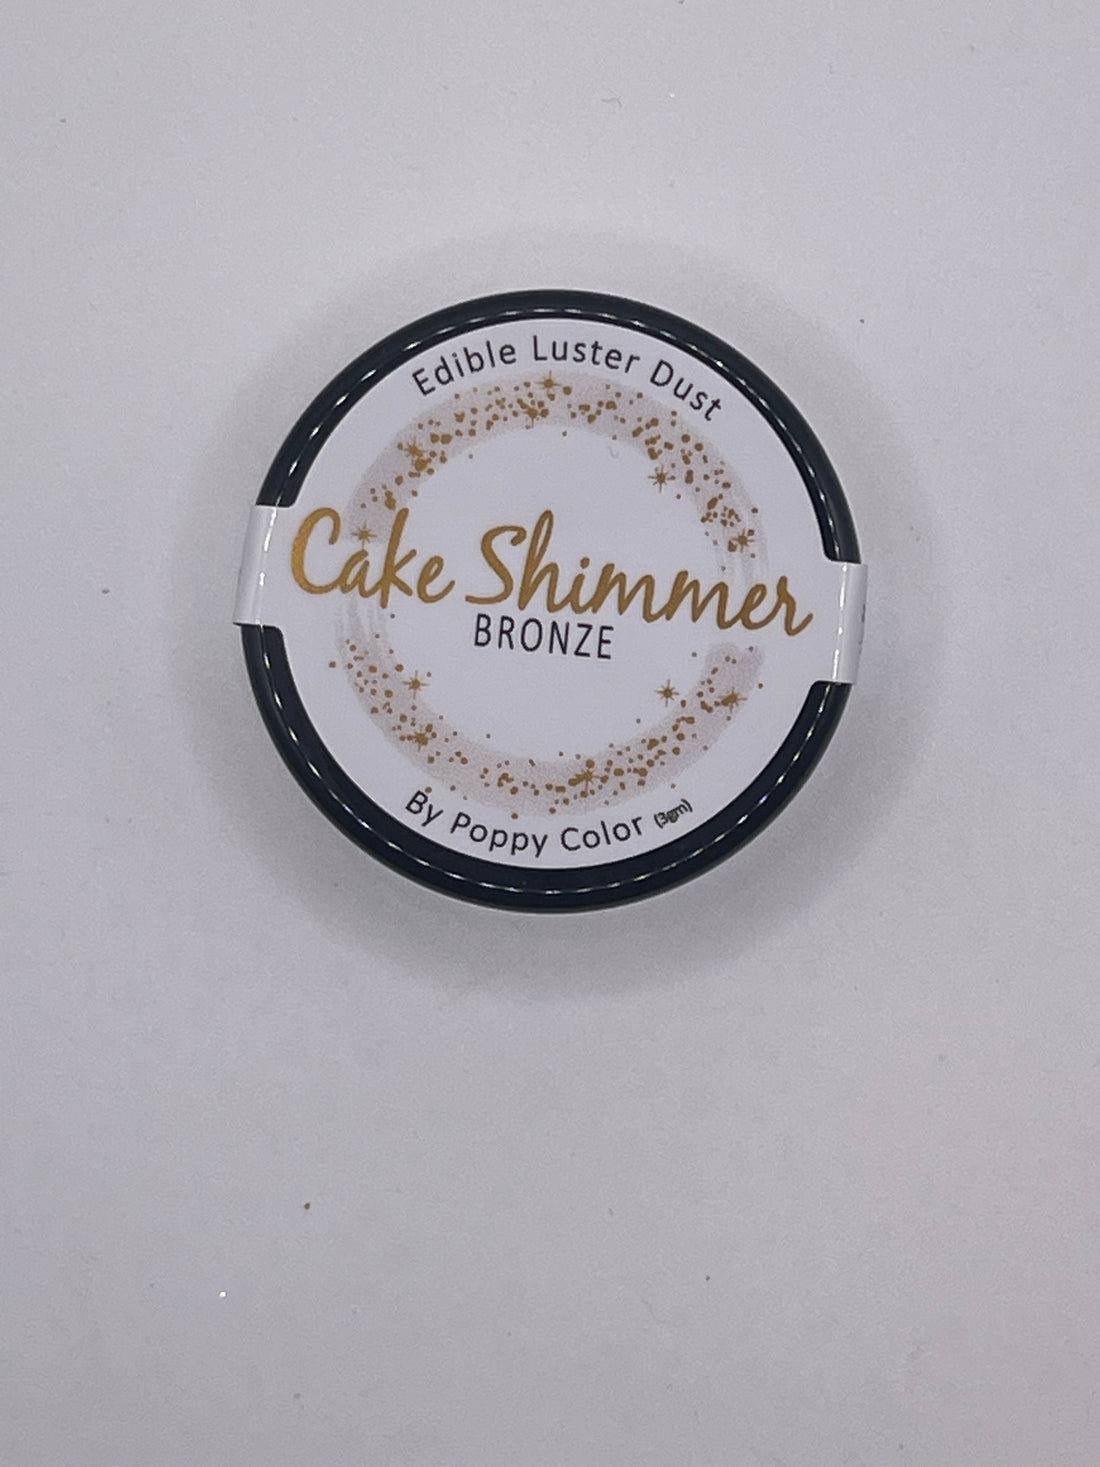 Edible Luster Dust
Cake Shimmer
BRONZE
By Poppy Color (3gm)